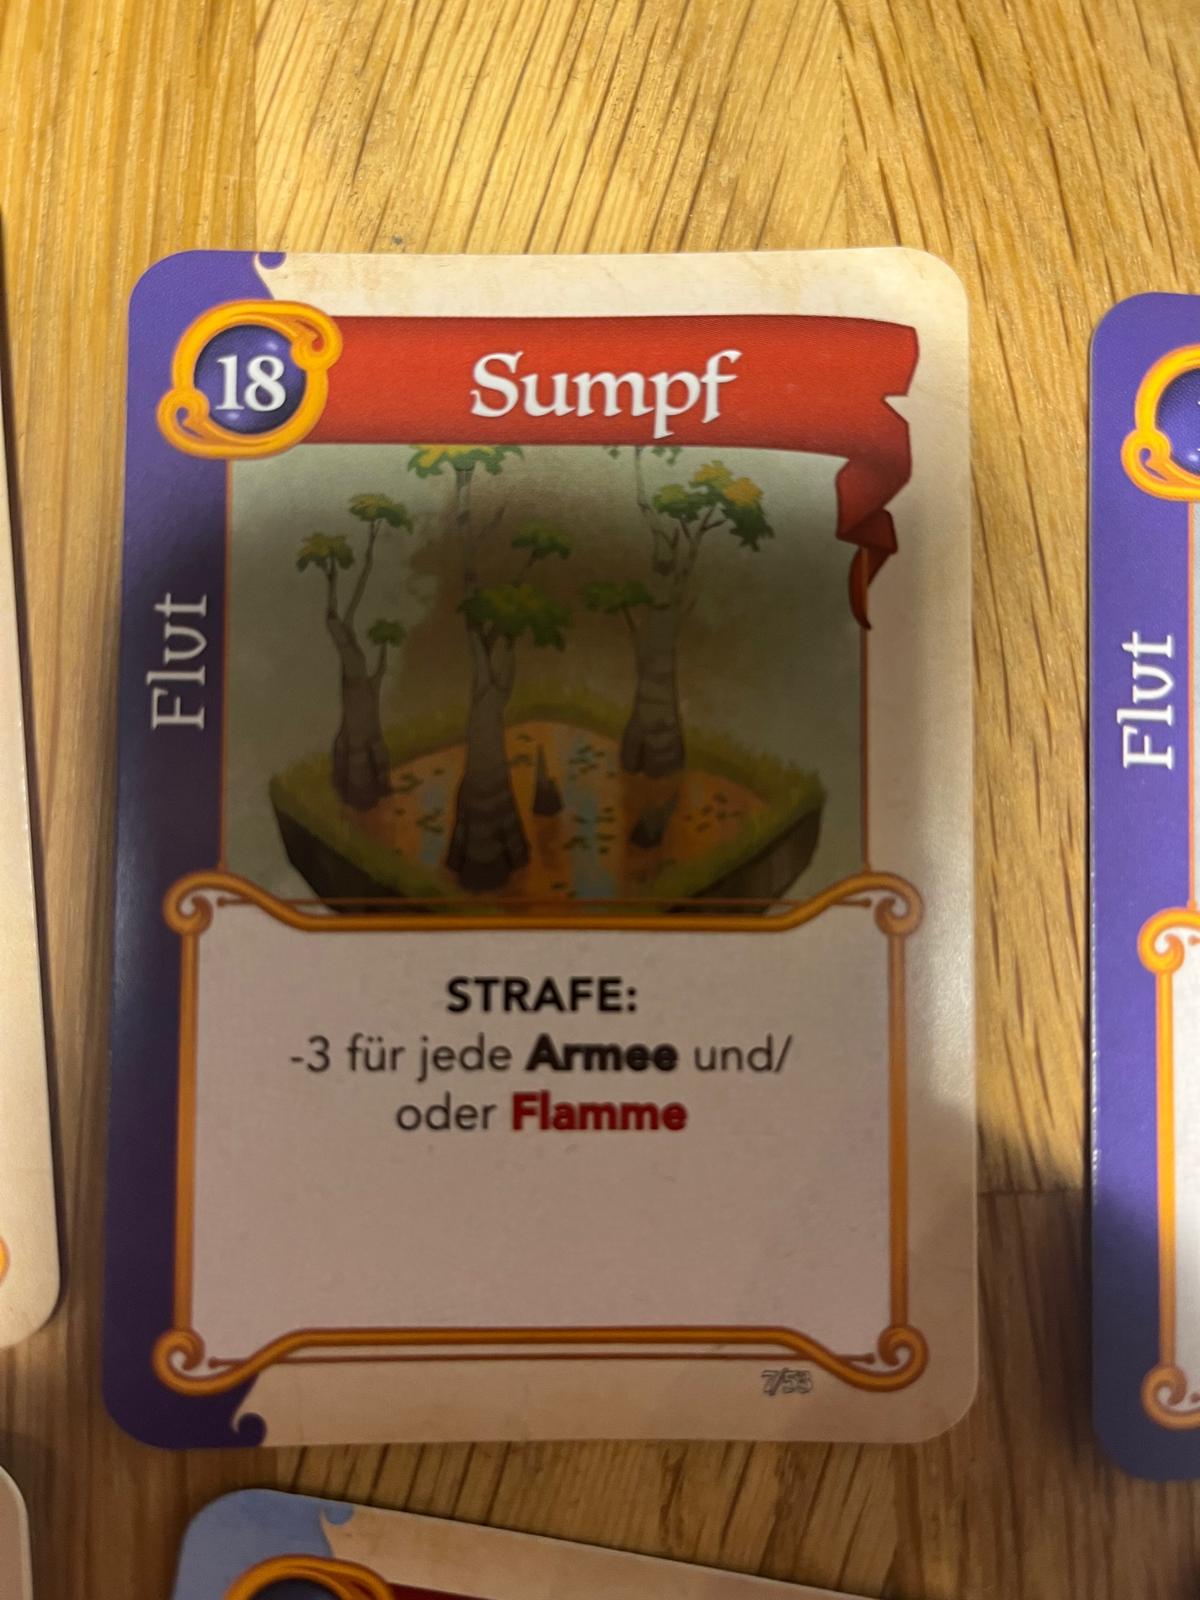 18
Sumpf
Flut
STRAFE:
-3 für jede Armee und/
oder Flamme
7/53
Flut